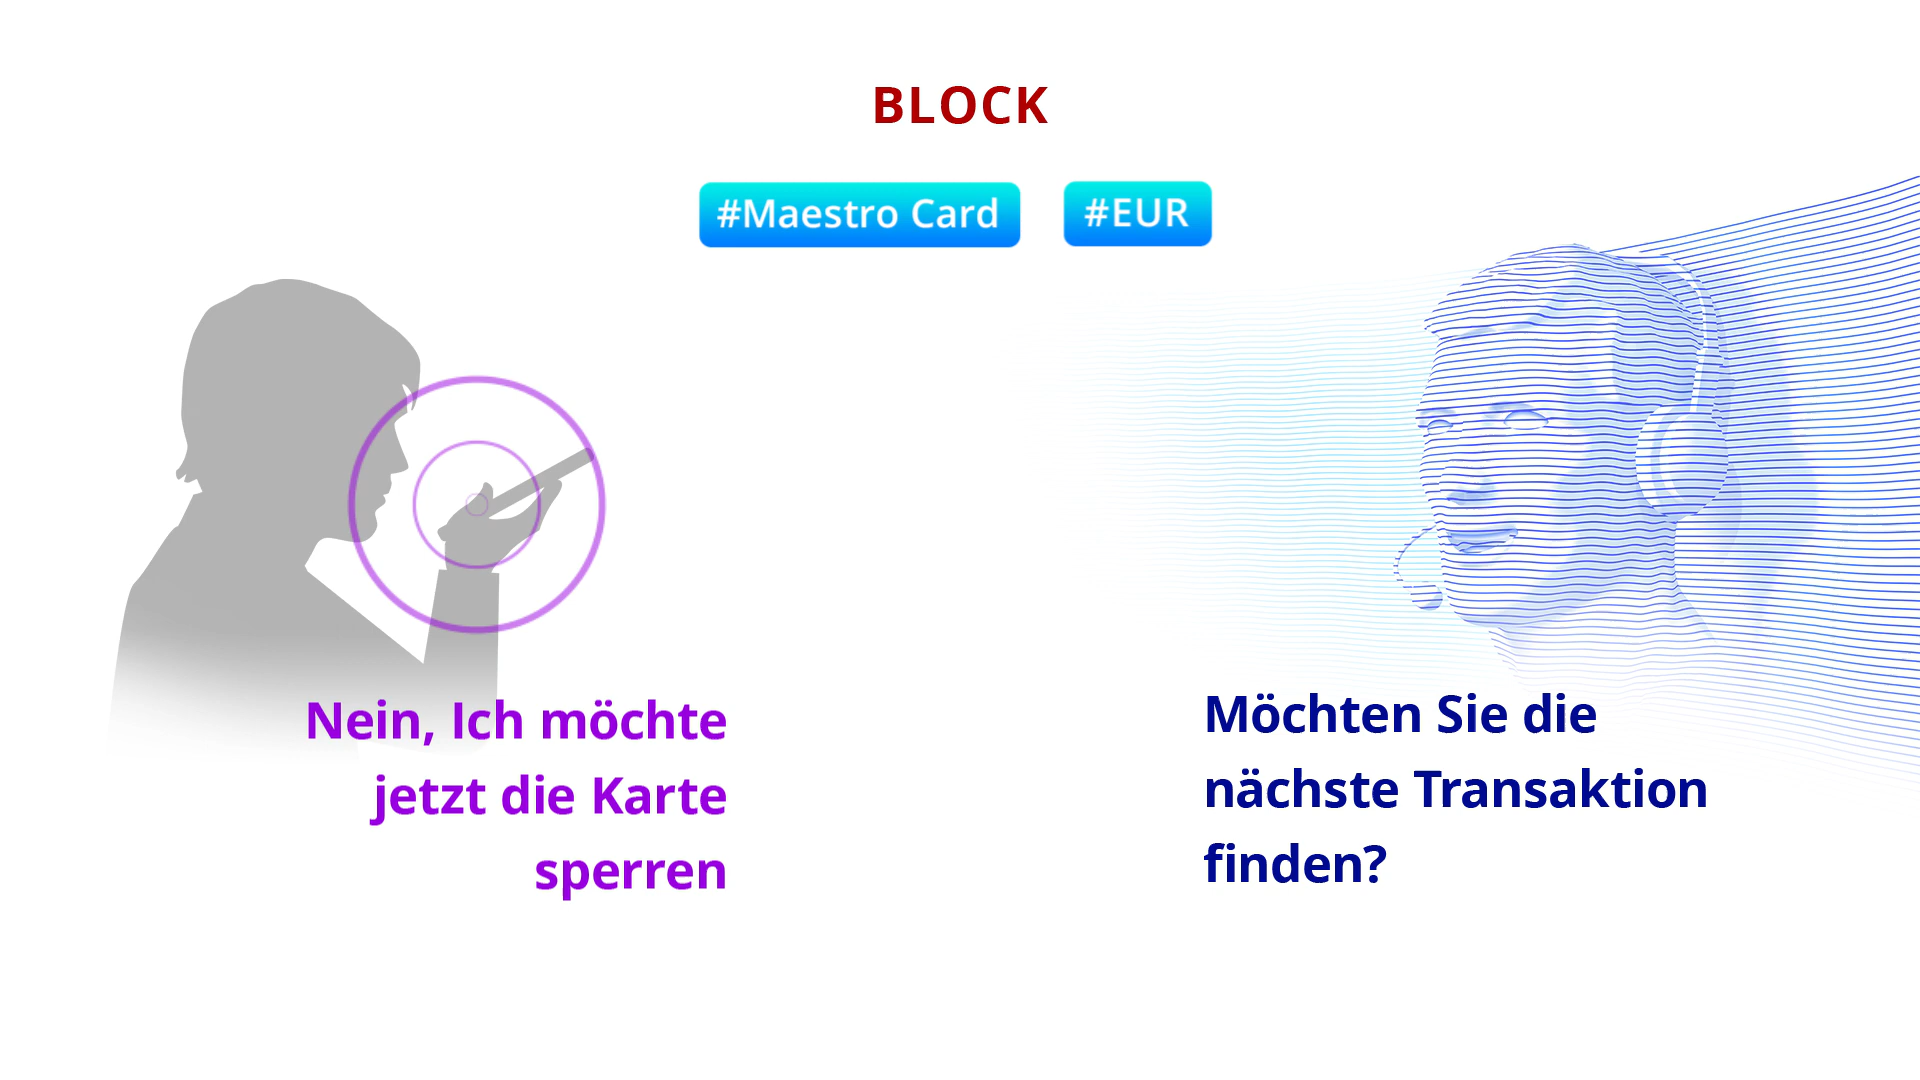 BLOCK
#Maestro Card #EUR
Nein, Ich möchte
jetzt die Karte
sperren
Möchten Sie die
nächste Transaktion
finden?